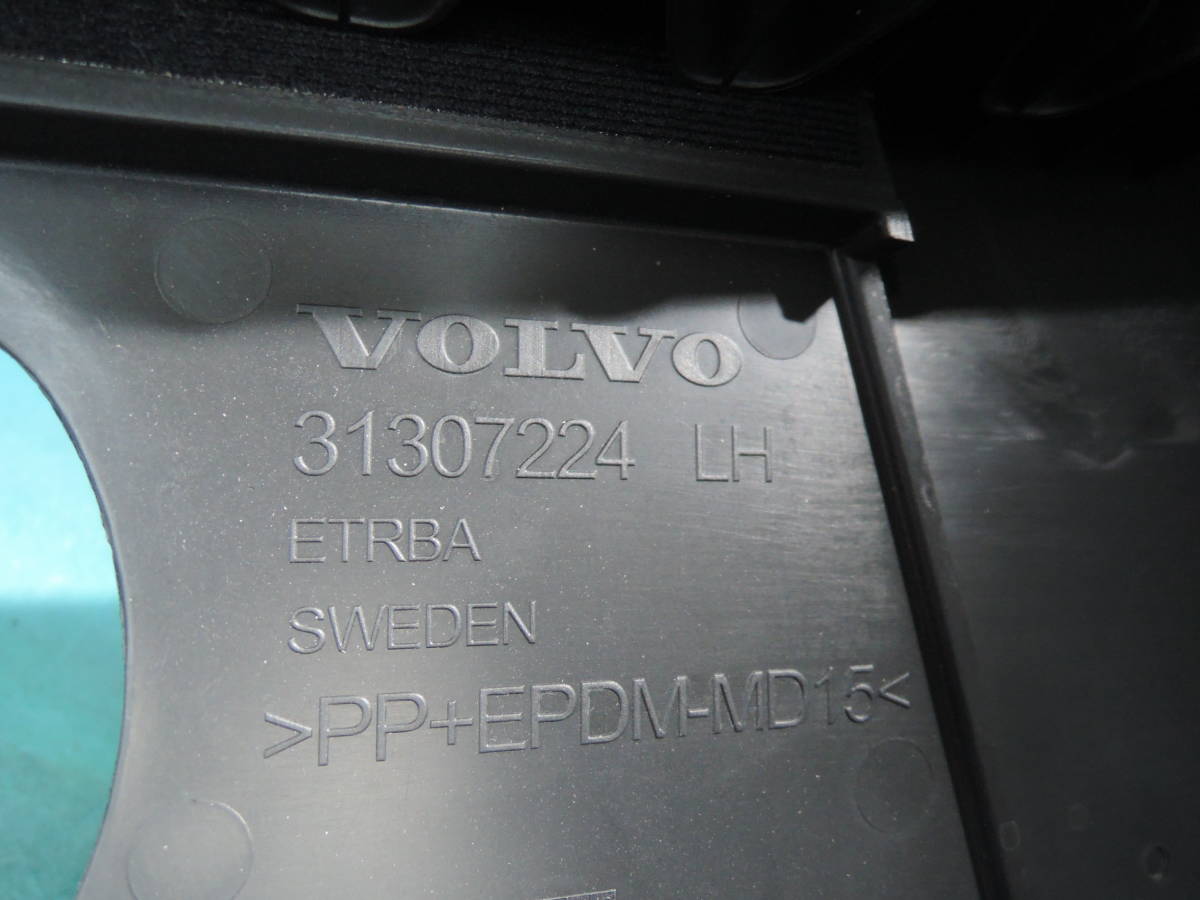 VOLVO
31307224 LH
ETRBA
SWEDEN
>PP+EPDM-MD15<